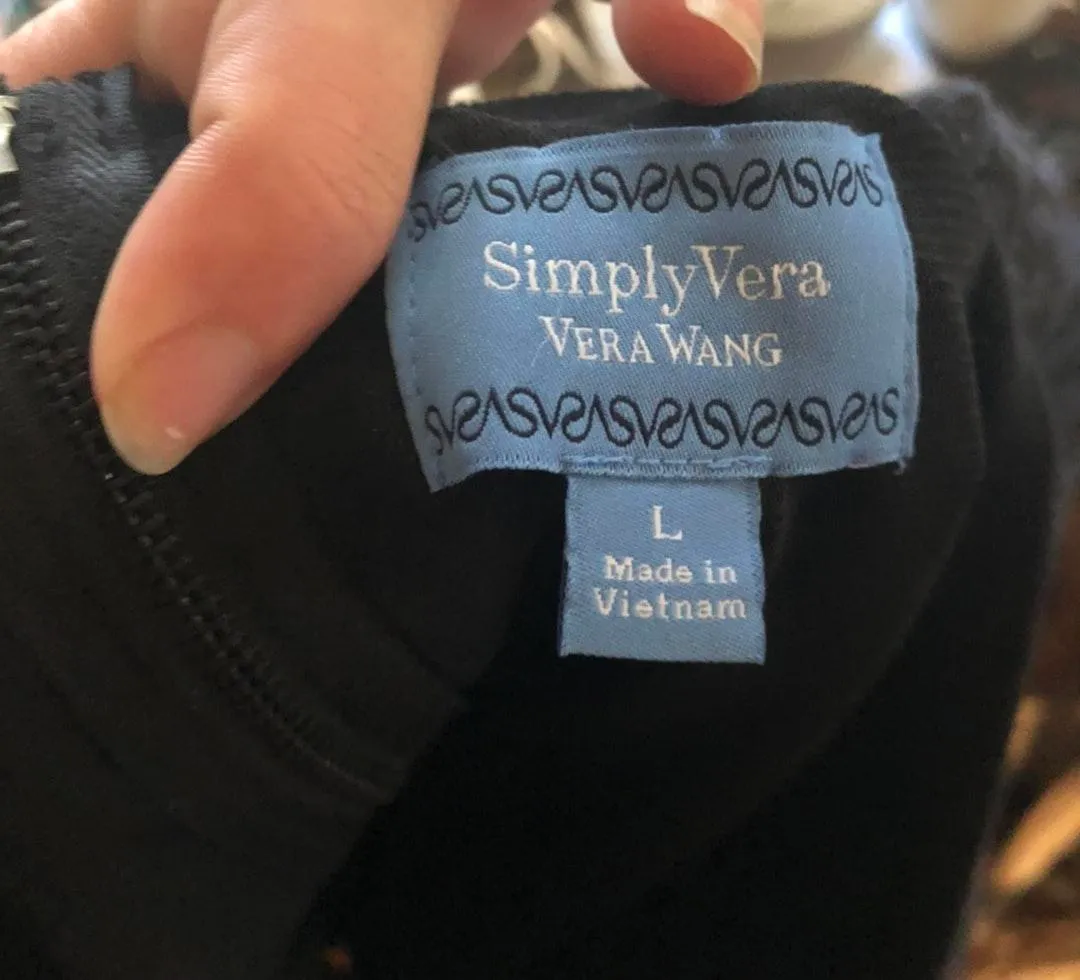 SimplyVera
VERA WANG
L
Made in
Vietnam